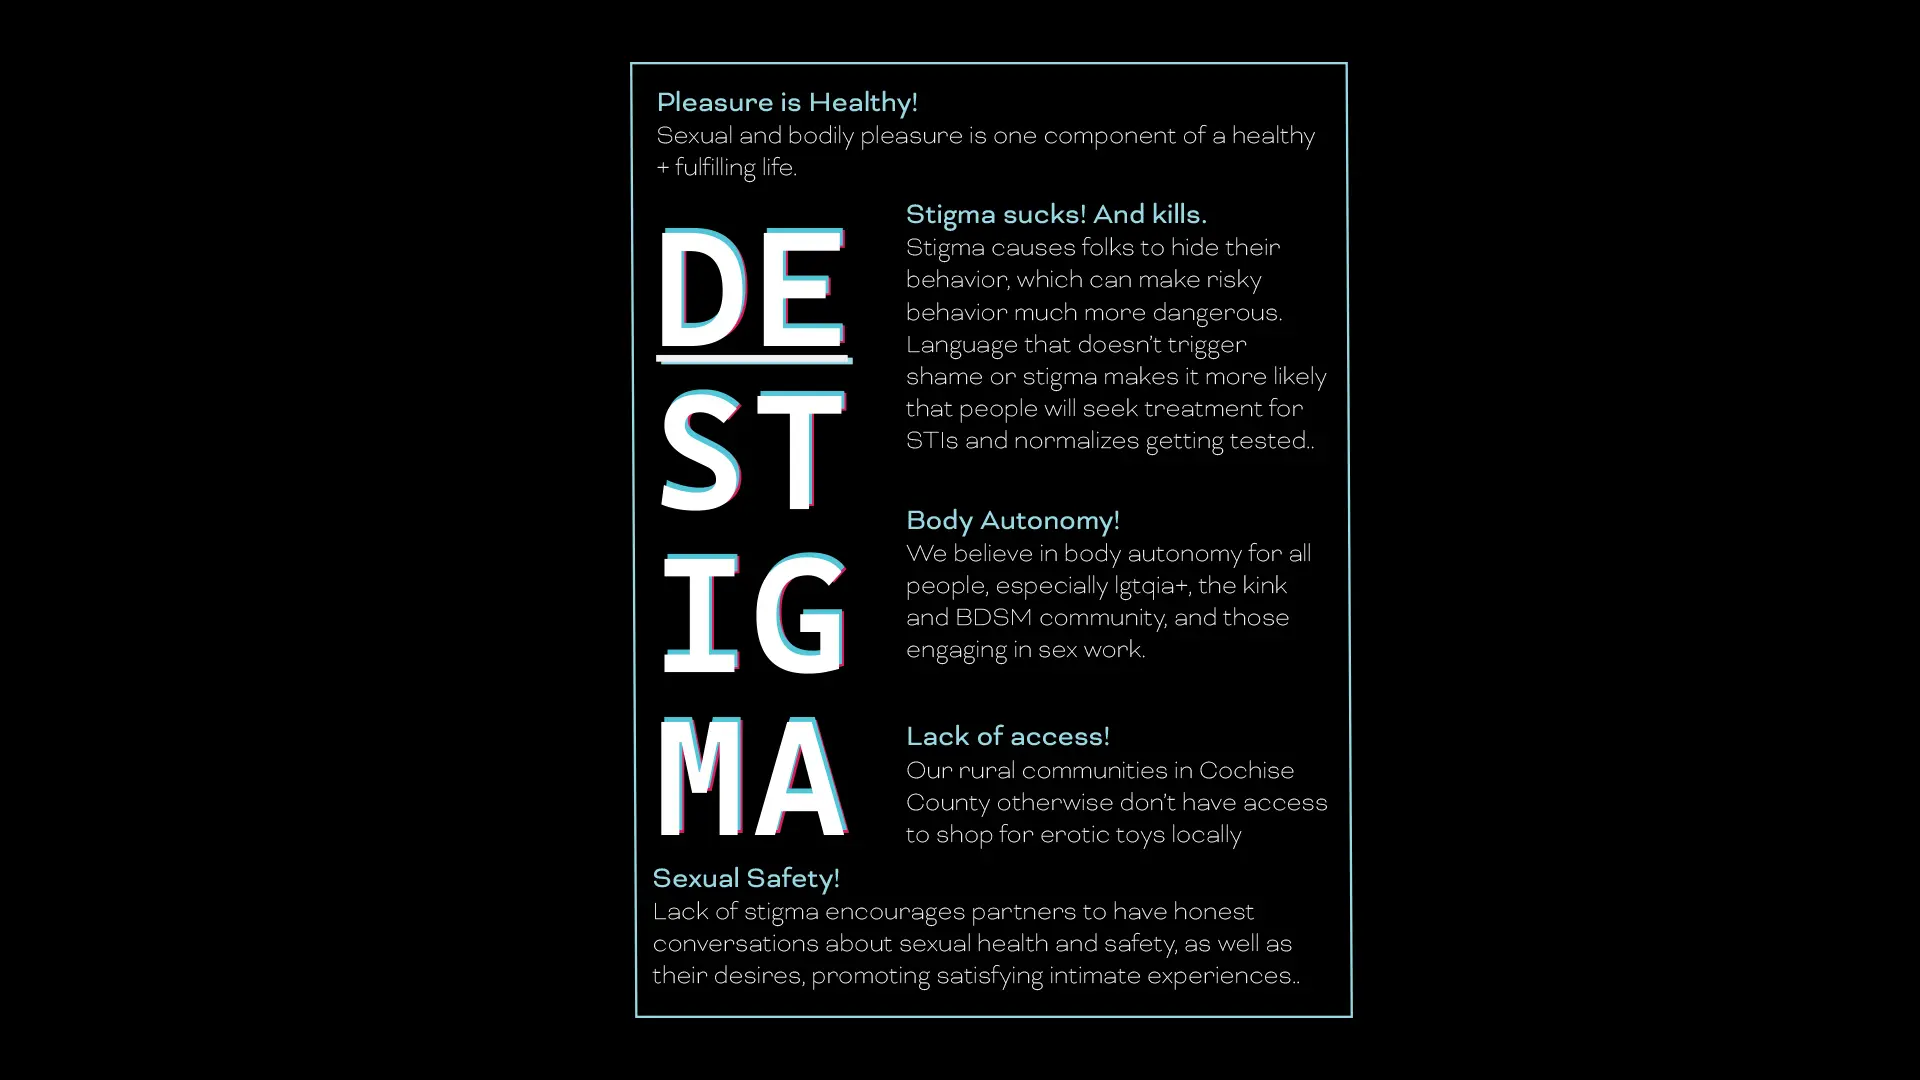 Pleasure is Healthy!
Sexual and bodily pleasure is one component of a healthy
+ fulfilling life.
DE
ST
IG
MA
Stigma sucks! And kills.
Stigma causes folks to hide their
behavior, which can make risky
behavior much more dangerous.
Language that doesn't trigger
shame or stigma makes it more likely
that people will seek treatment for
STIs and normalizes getting tested..
Body Autonomy!
We believe in body autonomy for all
people, especially lgtqia+, the kink
and BDSM community, and those
engaging in sex work.
Lack of access!
Our rural communities in Cochise
County otherwise don't have access
to shop for erotic toys locally
Sexual Safety!
Lack of stigma encourages partners to have honest
conversations about sexual health and safety, as well as
their desires, promoting satisfying intimate experiences..